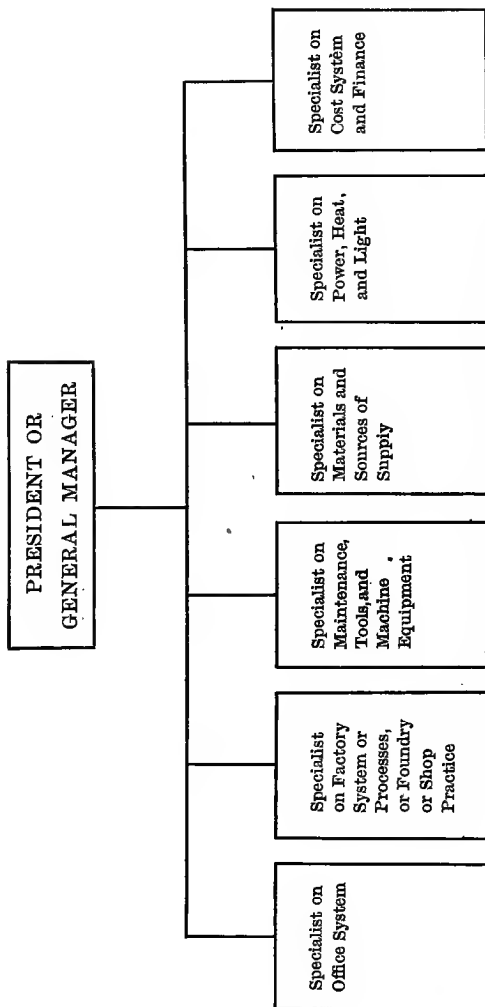 PRESIDENT OR
GENERAL MANAGER
Specialist on
Office System
Specialist
on Factory
System or
Processes,
or Foundry
or Shop
Practice
Specialist on
Maintenance,
Tools,and
Machine
Equipment
Specialist on
Materials and
Sources of
Snppiy
Specialist on
Power, Heat,
and Light
Specialist on
Cost System
and Finance